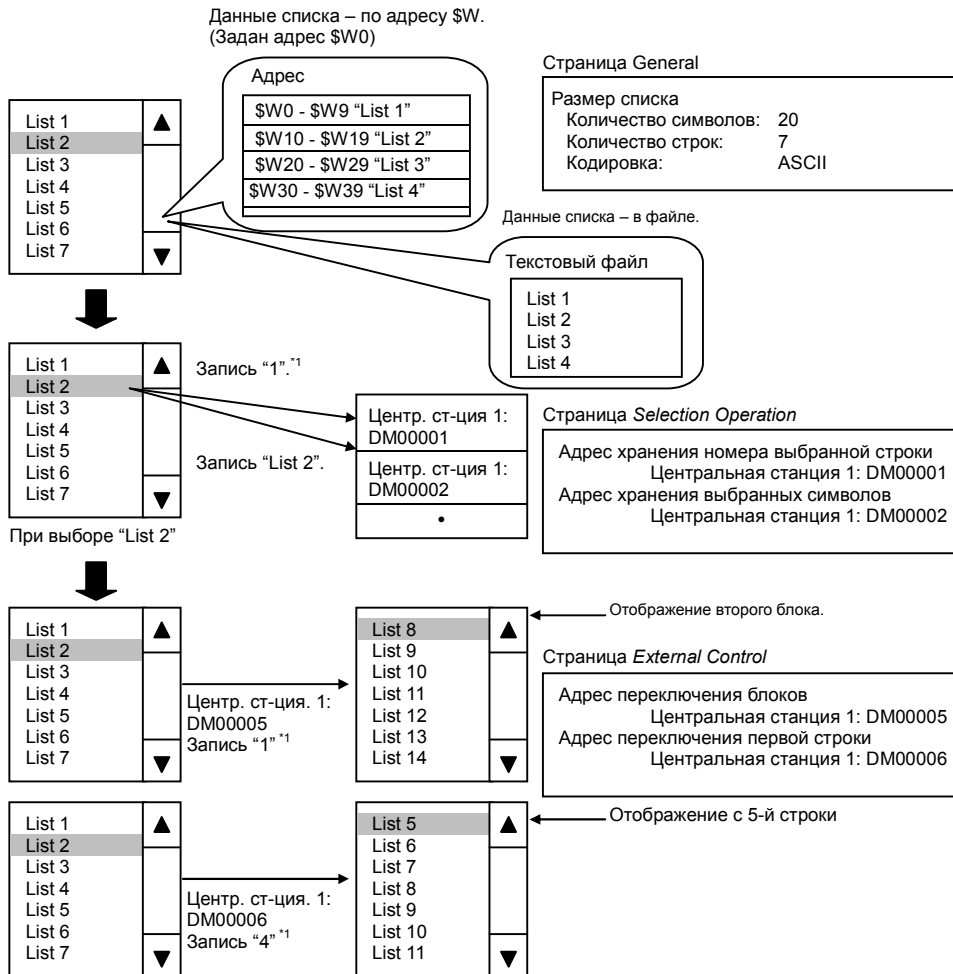 Данные списка – по адресу $W.
(Задан адрес $W0)
Адрес
$W0 - $W9 “List 1”
$W10 - $W19 “List 2”
$W20 - $W29 “List 3”
$W30 - $W39 “List 4”
Страница General
Размер списка
Количество символов: 20
Количество строк: 7
Кодировка: ASCII
List 1
List 2
List 3
List 4
List 5
List 6
List 7
Данные списка – в файле.
Текстовый файл
List 1
List 2
List 3
List 4
List 1
List 2
List 3
List 4
List 5
List 6
List 7
Запись “1”.*1
Запись “List 2”.
Центр. ст-ция 1:
DM00001
Центр. ст-ция 1:
DM00002
•
Страница Selection Operation
Адрес хранения номера выбранной строки
Центральная станция 1: DM00001
Адрес хранения выбранных символов
Центральная станция 1: DM00002
При выборе “List 2”
List 1
List 2
List 3
List 4
List 5
List 6
List 7
Центр. ст-ция. 1:
DM00005
Запись “1” *1
List 8
List 9
List 10
List 11
List 12
List 13
List 14
Отображение второго блока.
Страница External Control
Адрес переключения блоков
Центральная станция 1: DM00005
Адрес переключения первой строки
Центральная станция 1: DM00006
List 1
List 2
List 3
List 4
List 5
List 6
List 7
Центр. ст-ция. 1:
DM00006
Запись “4” *1
List 5
List 6
List 7
List 8
List 9
List 10
List 11
Отображение с 5-й строки